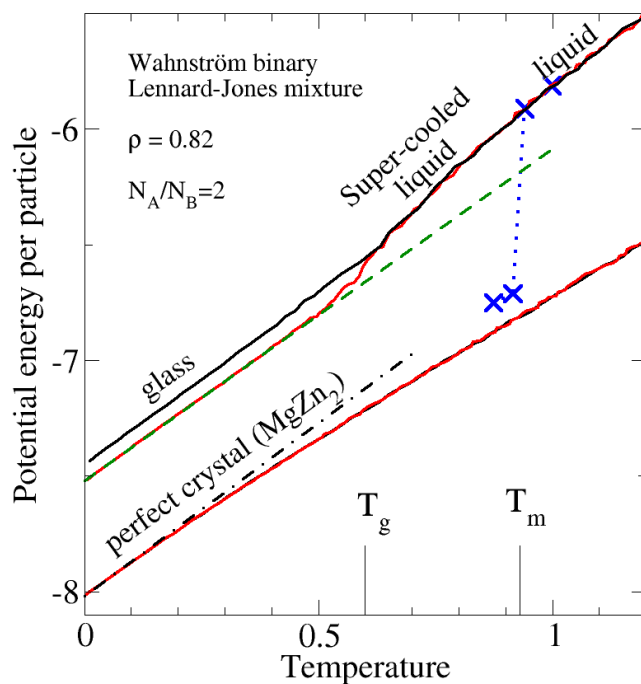 Wahnström binary
Lennard-Jones mixture
ρ = 0.82
N_A/N_B=2
liquid
Super-cooled
liquid
glass
perfect crystal (MgZn_2)
T_g
T_m
-6
-7
-8
0
0.5
1
Temperature
Potential energy per particle